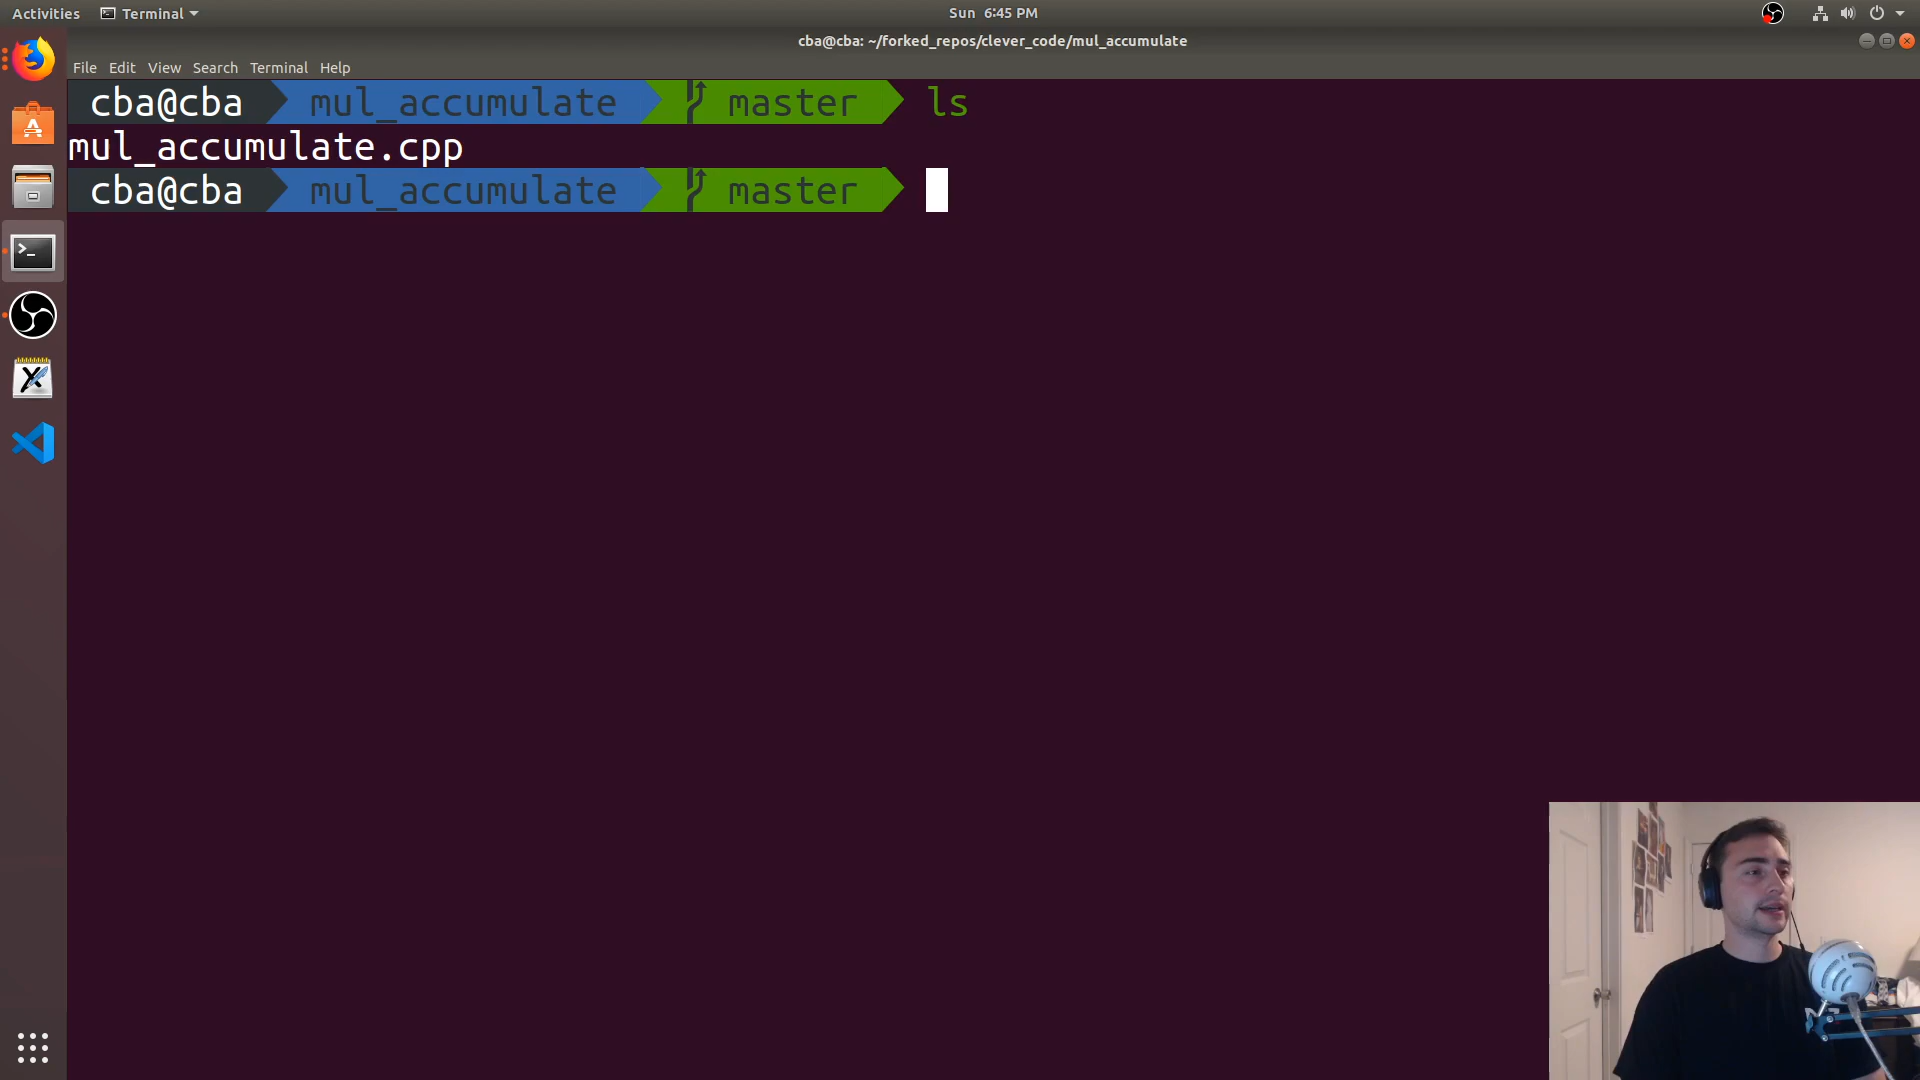 Activities Terminal Sun 6:45 PM
cba@cba: ~/forked_repos/clever_code/mul_accumulate
File Edit View Search Terminal Help
cba@cba mul_accumulate master ls
mul_accumulate.cpp
cba@cba mul_accumulate master